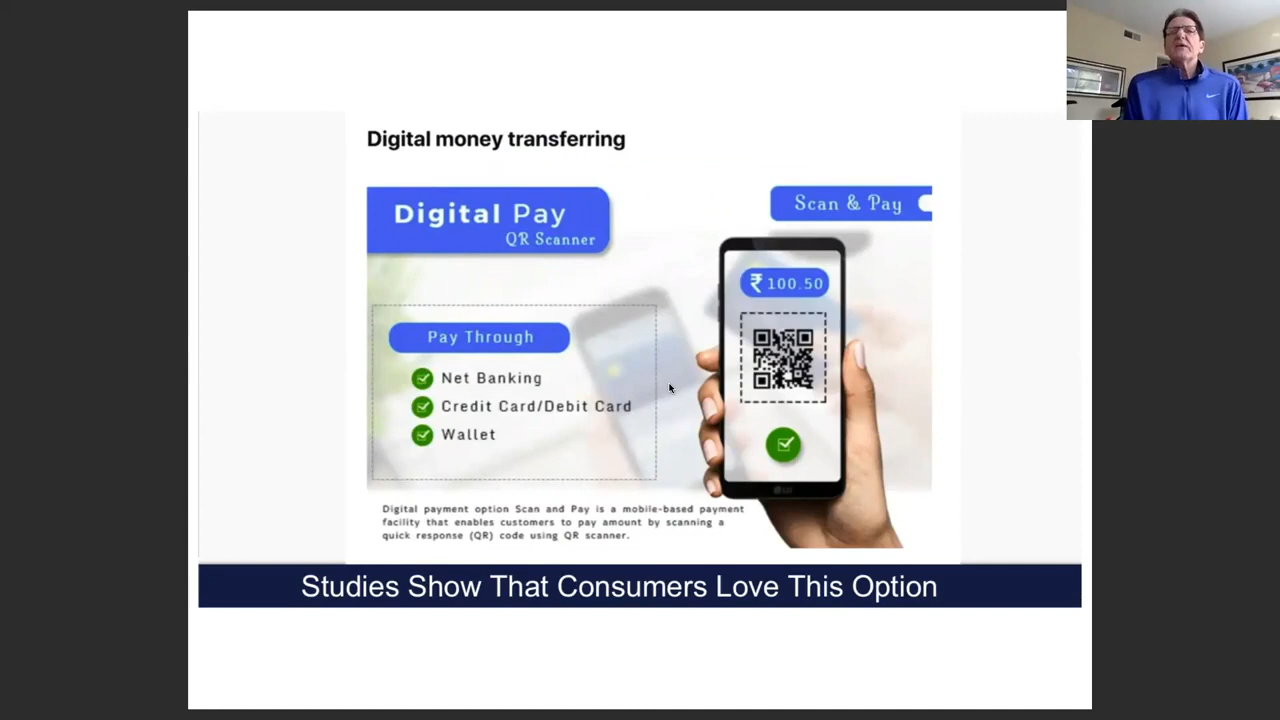 Digital money transferring
Digital Pay
QR Scanner
Scan & Pay
₹ 100.50
Pay Through
Net Banking
Credit Card/Debit Card
Wallet
LG
Digital payment option Scan and Pay is a mobile-based payment
facility that enables customers to pay amount by scanning a
quick response (QR) code using QR scanner.
Studies Show That Consumers Love This Option